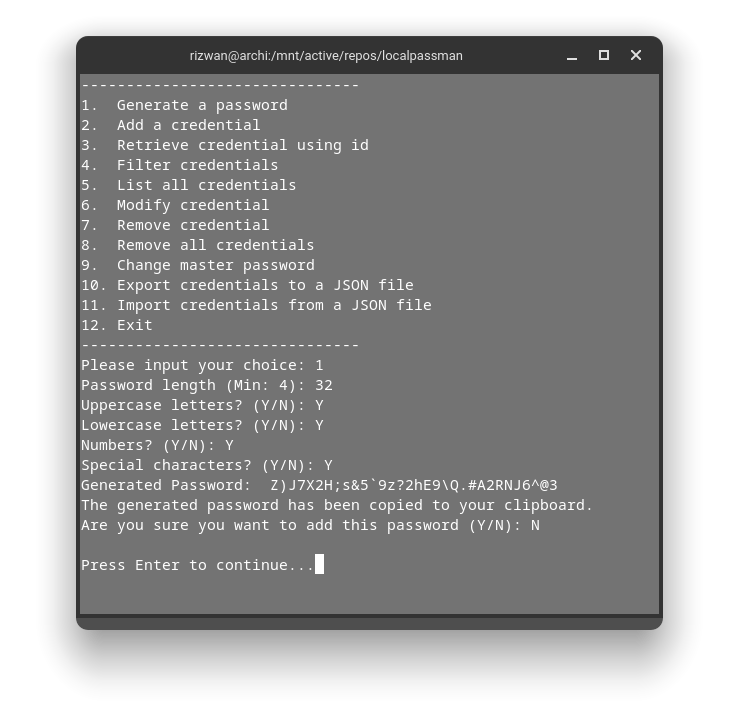 rizwan@archi:/mnt/active/repos/localpassman
-------------------------------
1.  Generate a password
2.  Add a credential
3.  Retrieve credential using id
4.  Filter credentials
5.  List all credentials
6.  Modify credential
7.  Remove credential
8.  Remove all credentials
9.  Change master password
10. Export credentials to a JSON file
11. Import credentials from a JSON file
12. Exit
-------------------------------
Please input your choice: 1
Password length (Min: 4): 32
Uppercase letters? (Y/N): Y
Lowercase letters? (Y/N): Y
Numbers? (Y/N): Y
Special characters? (Y/N): Y
Generated Password:  Z)J7X2H;s&5`9z?2hE9\Q.#A2RNJ6^@3
The generated password has been copied to your clipboard.
Are you sure you want to add this password (Y/N): N
Press Enter to continue...